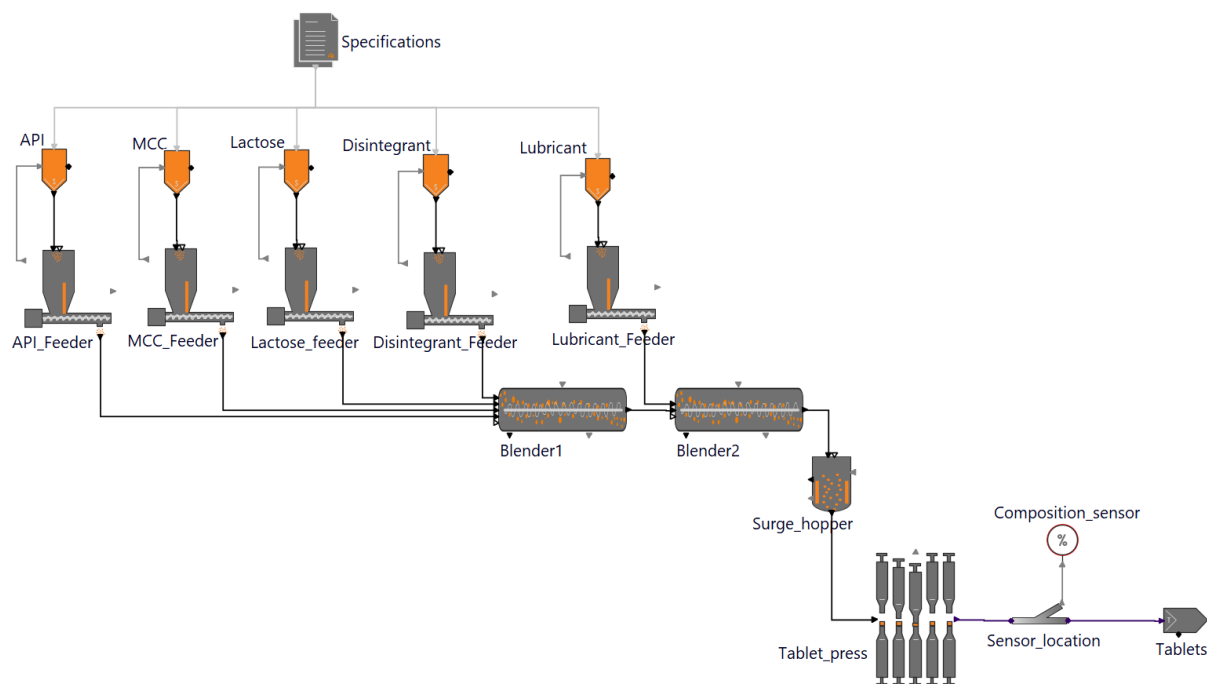 Specifications
API
MCC
Lactose
Disintegrant
Lubricant
API_Feeder
MCC_Feeder
Lactose_feeder
Disintegrant_Feeder
Lubricant_Feeder
Blender1
Blender2
Surge_hopper
Composition_sensor
%
Tablet_press
Sensor_location
Tablets